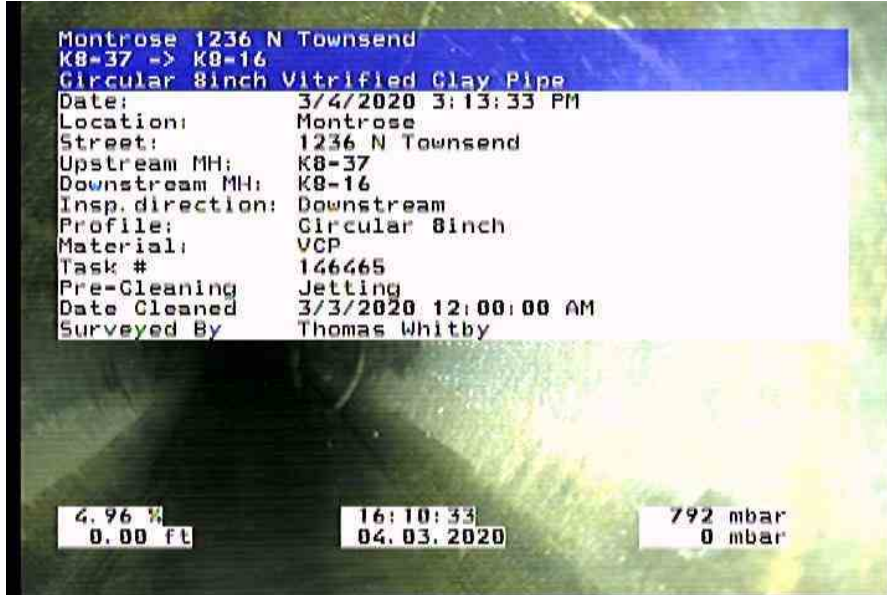 Montrose 1236 N Townsend
K8-37 -> K8-16
Circular 8inch Vitrified Clay Pipe
Date: 3/4/2020 3:13:33 PM
Location: Montrose
Street: 1236 N Townsend
Upstream MH: K8-37
Downstream MH: K8-16
Insp.direction: Downstream
Profile: Circular 8inch
Material: VCP
Task # 146465
Pre-Cleaning Jetting
Date Cleaned 3/3/2020 12:00:00 AM
Surveyed By Thomas Whitby
4.96 % 16:10:33 792 mbar
0.00 ft 04.03.2020 0 mbar